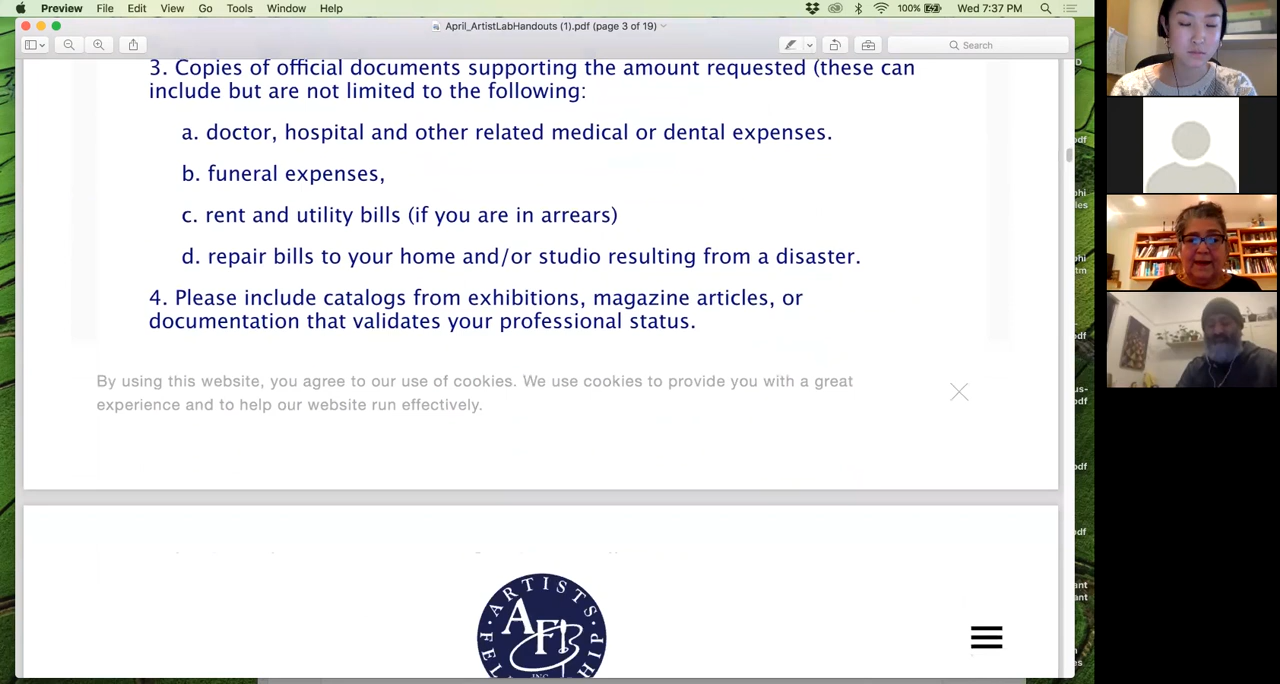 Preview File Edit View Go Tools Window Help
100% Wed 7:37 PM
April_ArtistLabHandouts (1).pdf (page 3 of 19)
Search
3. Copies of official documents supporting the amount requested (these can
include but are not limited to the following:
a. doctor, hospital and other related medical or dental expenses.
b. funeral expenses,
c. rent and utility bills (if you are in arrears)
d. repair bills to your home and/or studio resulting from a disaster.
4. Please include catalogs from exhibitions, magazine articles, or
documentation that validates your professional status.
By using this website, you agree to our use of cookies. We use cookies to provide you with a great
experience and to help our website run effectively.
ARTISTS
AF
INC